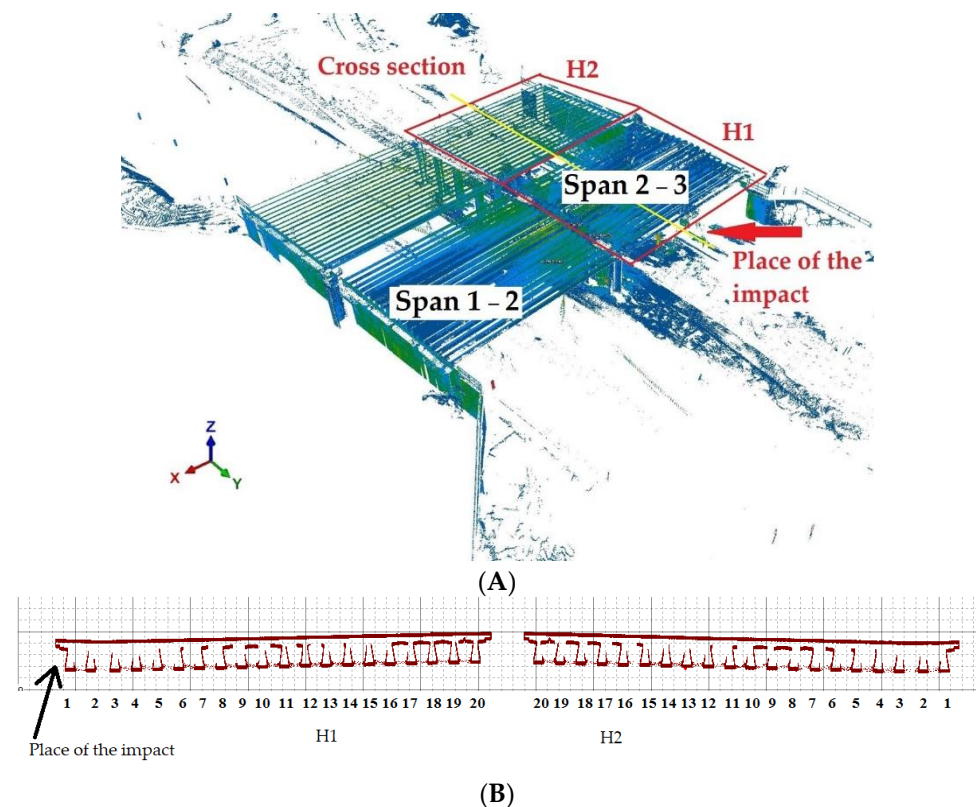 Cross section
H2
H1
Span 2 – 3
Place of the
impact
Span 1 – 2
Z
X
Y
(A)
0
1 2 3 4 5 6 7 8 9 10 11 12 13 14 15 16 17 18 19 20 20 19 18 17 16 15 14 13 12 11 10 9 8 7 6 5 4 3 2 1
Place of the impact
H1
H2
(B)